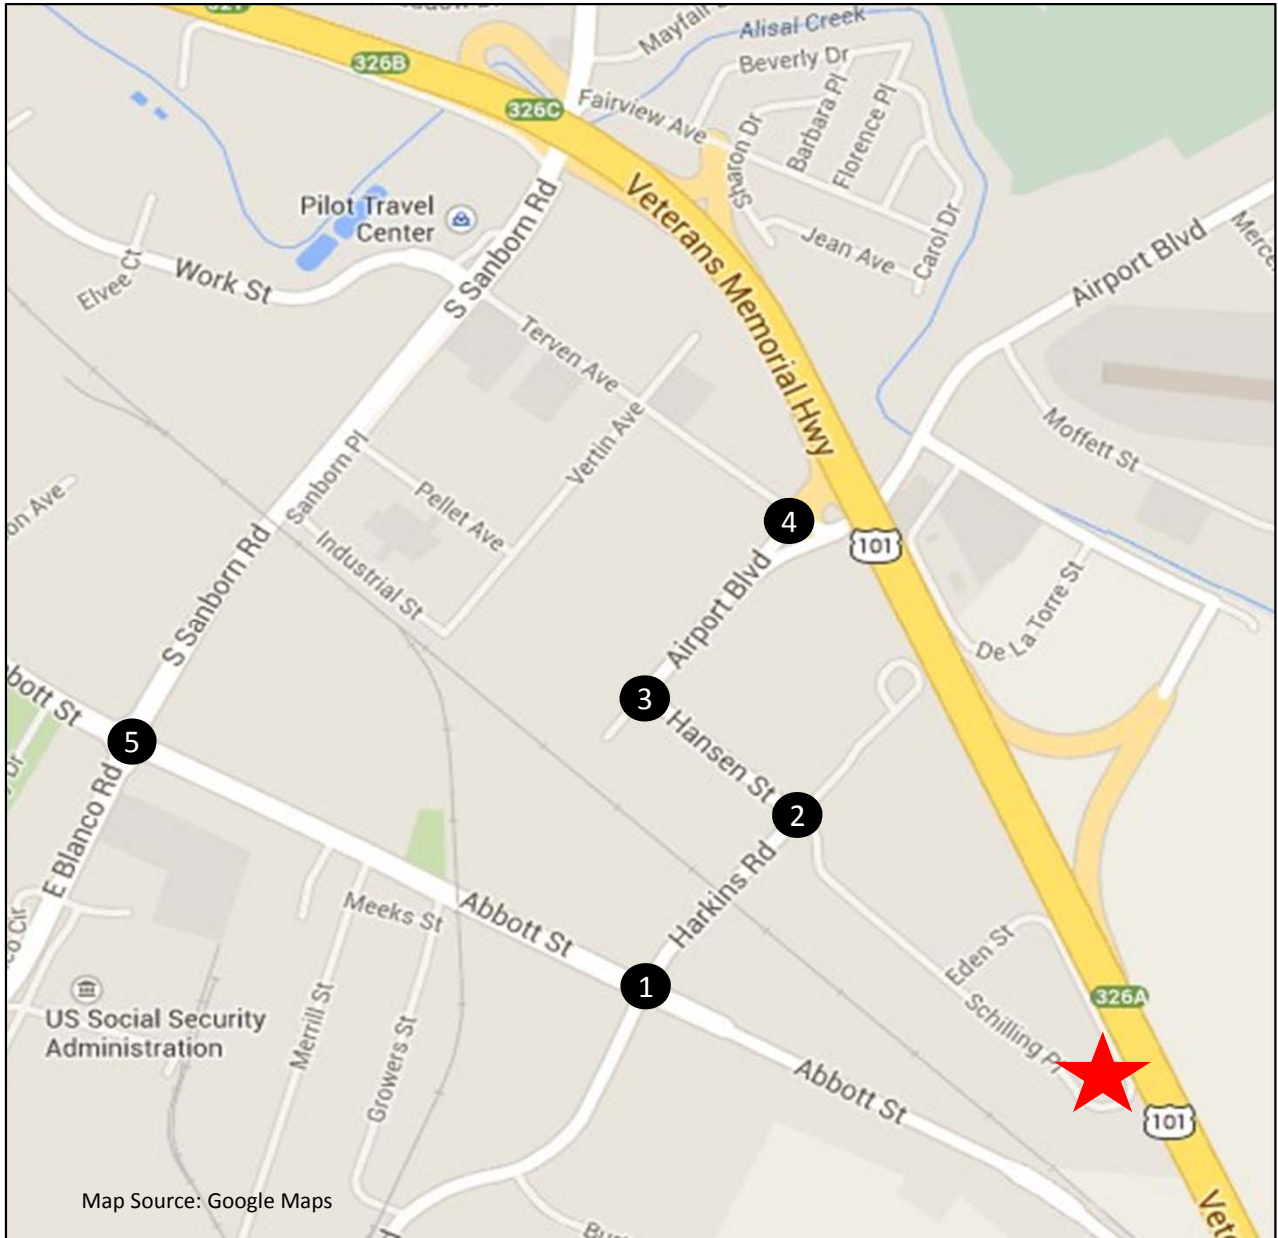 326B
326C
Mayfair
Alisal Creek
Beverly Dr
Fairview Ave
Barbara Pl
Florence Pl
Sharon Dr
Jean Ave
Carol Dr
Airport Blvd
Pilot Travel
Center
Elvee Ct
Work St
S Sanborn Rd
Veterans Memorial Hwy
Terven Ave
Vertin Ave
Moffett St
Sanborn Pl
Pellet Ave
Industrial St
S Sanborn Rd
4
101
Airport Blvd
De La Torre St
3
Hansen St
5
2
E Blanco Rd
Harkins Rd
Meeks St
Abbott St
Eden St
1
326A
US Social Security
Administration
Merrill St
Growers St
Schilling Pl
Abbott St
101
Map Source: Google Maps